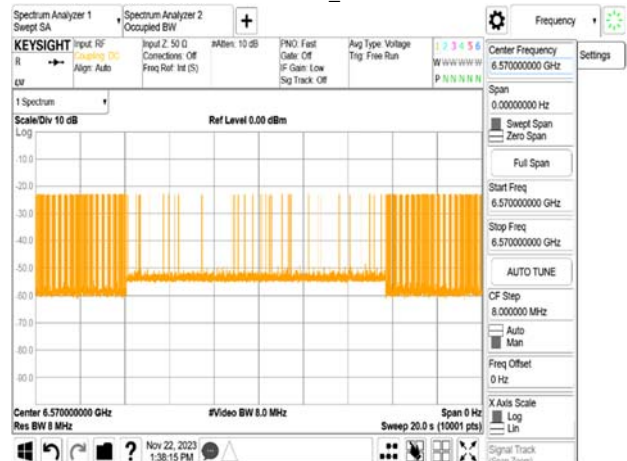 Spectrum Analyzer 1
Swept SA
Spectrum Analyzer 2
Occupied BW
+
Frequency
KEYSIGHT
R
Input: RF
Coupling: DC
Align: Auto
Input Z: 50 Ω
Corrections: Off
Freq Ref: Int (S)
#Atten: 10 dB
PNO: Fast
Gate: Off
IF Gain: Low
Sig Track: Off
Avg Type: Voltage
Trig: Free Run
1 2 3 4 5 6
W W W W W W
P N N N N N
1 Spectrum
Scale/Div 10 dB
Ref Level 0.00 dBm
Log
-10.0
-20.0
-30.0
-40.0
-50.0
-60.0
-70.0
-80.0
-90.0
Center 6.570000000 GHz
#Video BW 8.0 MHz
Span 0 Hz
Res BW 8 MHz
Sweep 20.0 s (10001 pts)
Nov 22, 2023
1:38:15 PM
?
Center Frequency
6.570000000 GHz
Settings
Span
0.00000000 Hz
Swept Span
Zero Span
Full Span
Start Freq
6.570000000 GHz
Stop Freq
6.570000000 GHz
AUTO TUNE
CF Step
8.000000 MHz
Auto
Man
Freq Offset
0 Hz
X Axis Scale
Log
Lin
Signal Track